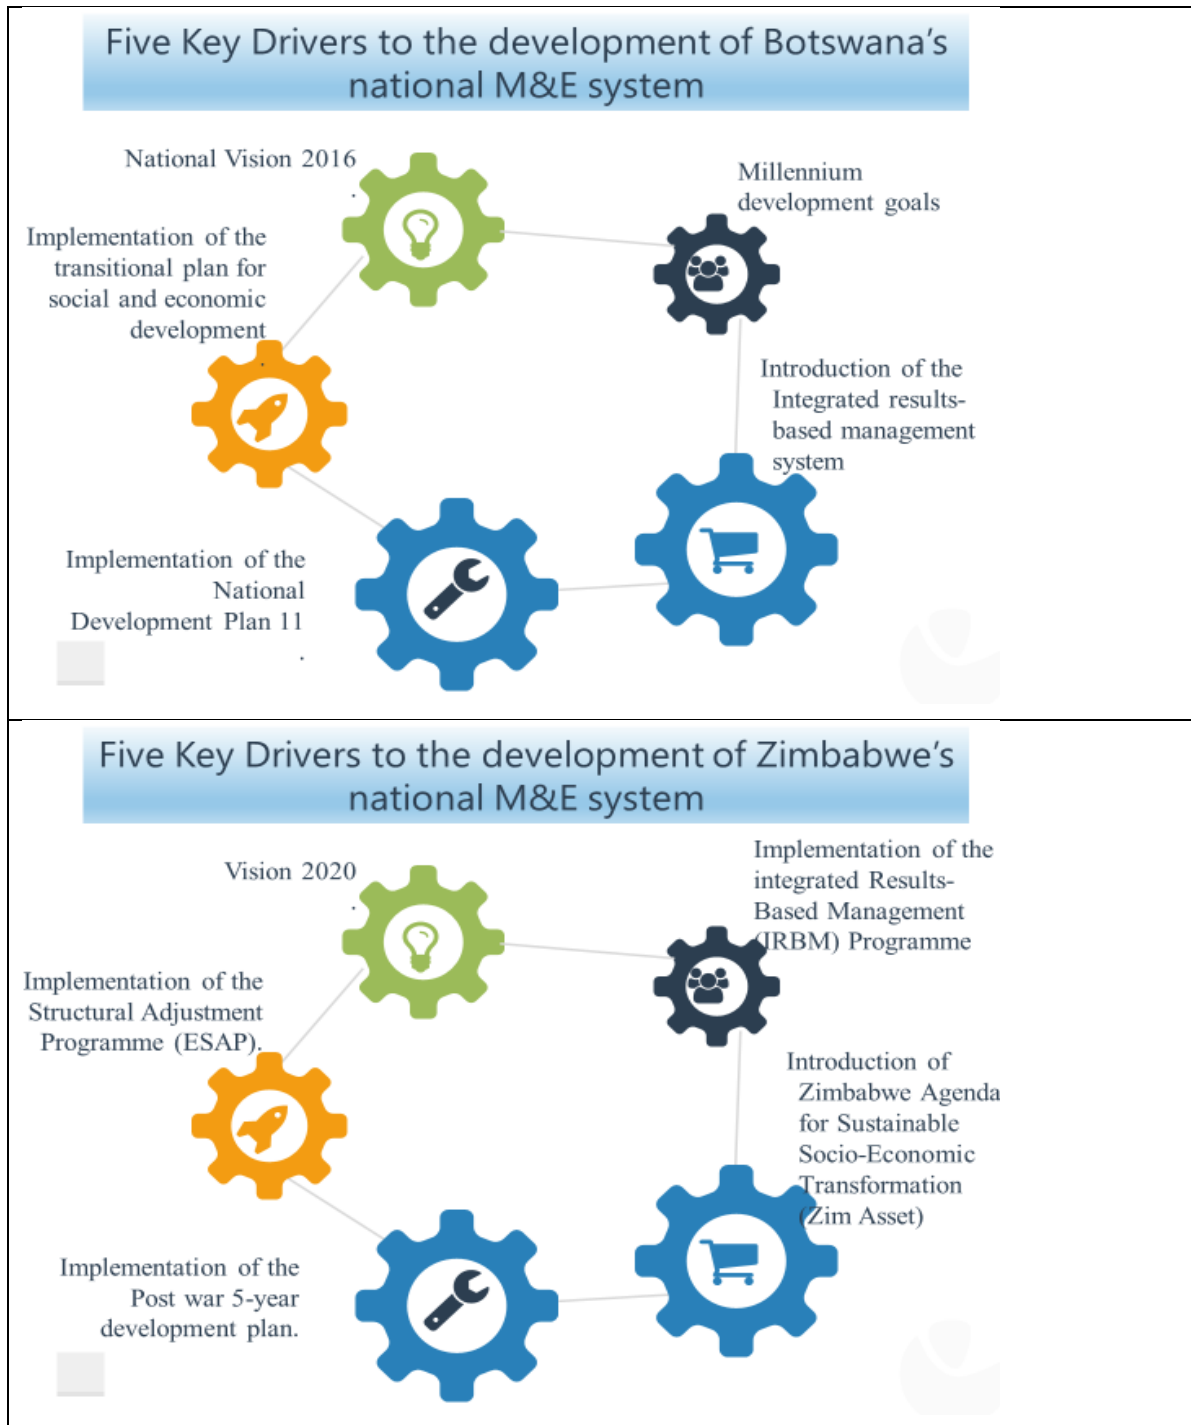 Five Key Drivers to the development of Botswana's
national M&E system
National Vision 2016
.
Millennium
development goals
Implementation of the
transitional plan for
social and economic
development
.
Introduction of the
Integrated results-
based management
system
Implementation of the
National
Development Plan 11
.
Five Key Drivers to the development of Zimbabwe's
national M&E system
Vision 2020
.
Implementation of the
integrated Results-
Based Management
(IRBM) Programme
Implementation of the
Structural Adjustment
Programme (ESAP).
Introduction of
Zimbabwe Agenda
for Sustainable
Socio-Economic
Transformation
(Zim Asset)
Implementation of the
Post war 5-year
development plan.